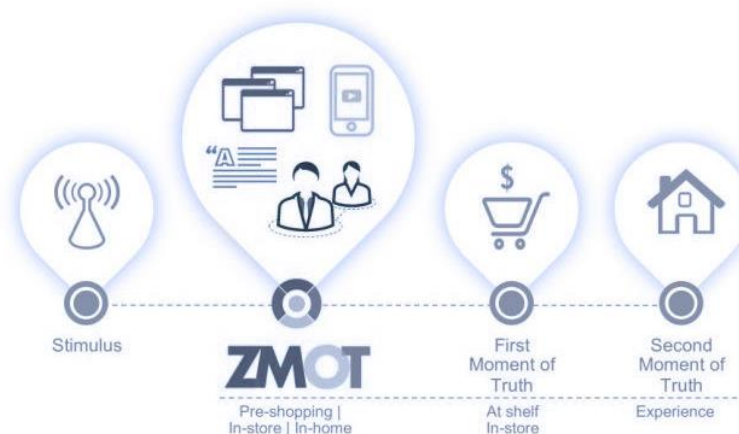 “A
$
Stimulus
ZMOT
Pre-shopping |
In-store | In-home
First
Moment of
Truth
At shelf
In-store
Second
Moment of
Truth
Experience